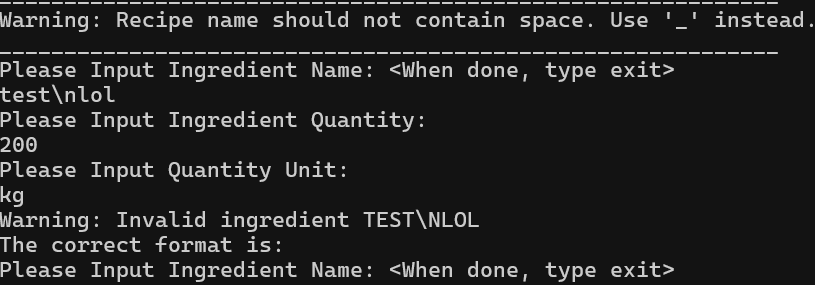 ______________________________________________________________
Warning: Recipe name should not contain space. Use '_' instead.
______________________________________________________________
Please Input Ingredient Name: <When done, type exit>
test\nlol
Please Input Ingredient Quantity:
200
Please Input Quantity Unit:
kg
Warning: Invalid ingredient TEST\NLOL
The correct format is:
Please Input Ingredient Name: <When done, type exit>